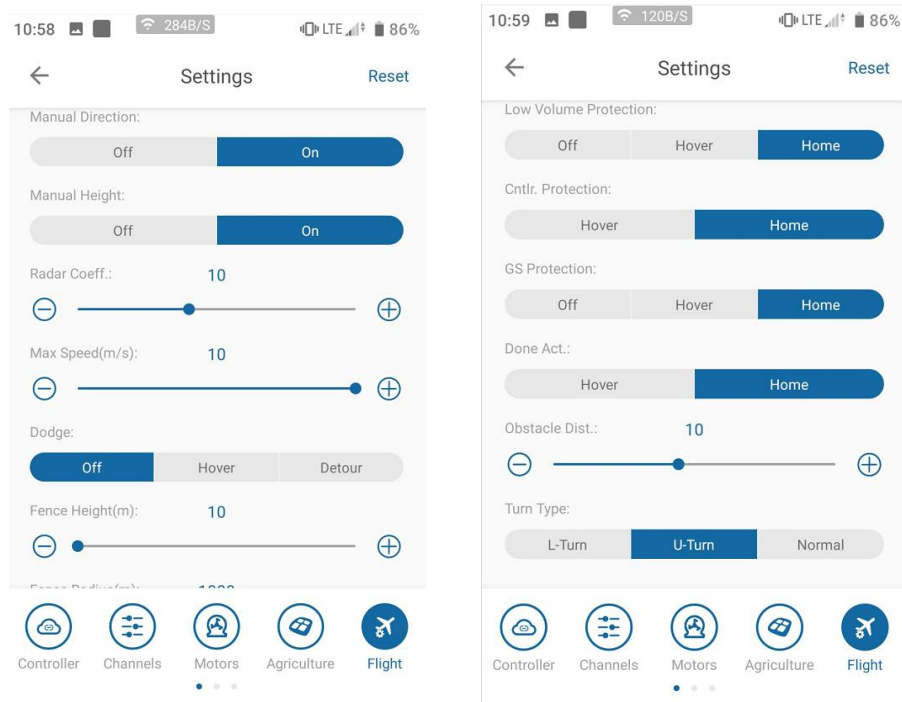 10:58 284B/S LTE 86%
Settings Reset
Manual Direction:
Off On
Manual Height:
Off On
Radar Coeff.: 10
Max Speed(m/s): 10
Dodge:
Off Hover Detour
Fence Height(m): 10
Fence Radius(m): 1000
Controller Channels Motors Agriculture Flight
10:59 120B/S LTE 86%
Settings Reset
Low Volume Protection:
Off Hover Home
Cntlr. Protection:
Hover Home
GS Protection:
Off Hover Home
Done Act.:
Hover Home
Obstacle Dist.: 10
Turn Type:
L-Turn U-Turn Normal
Controller Channels Motors Agriculture Flight